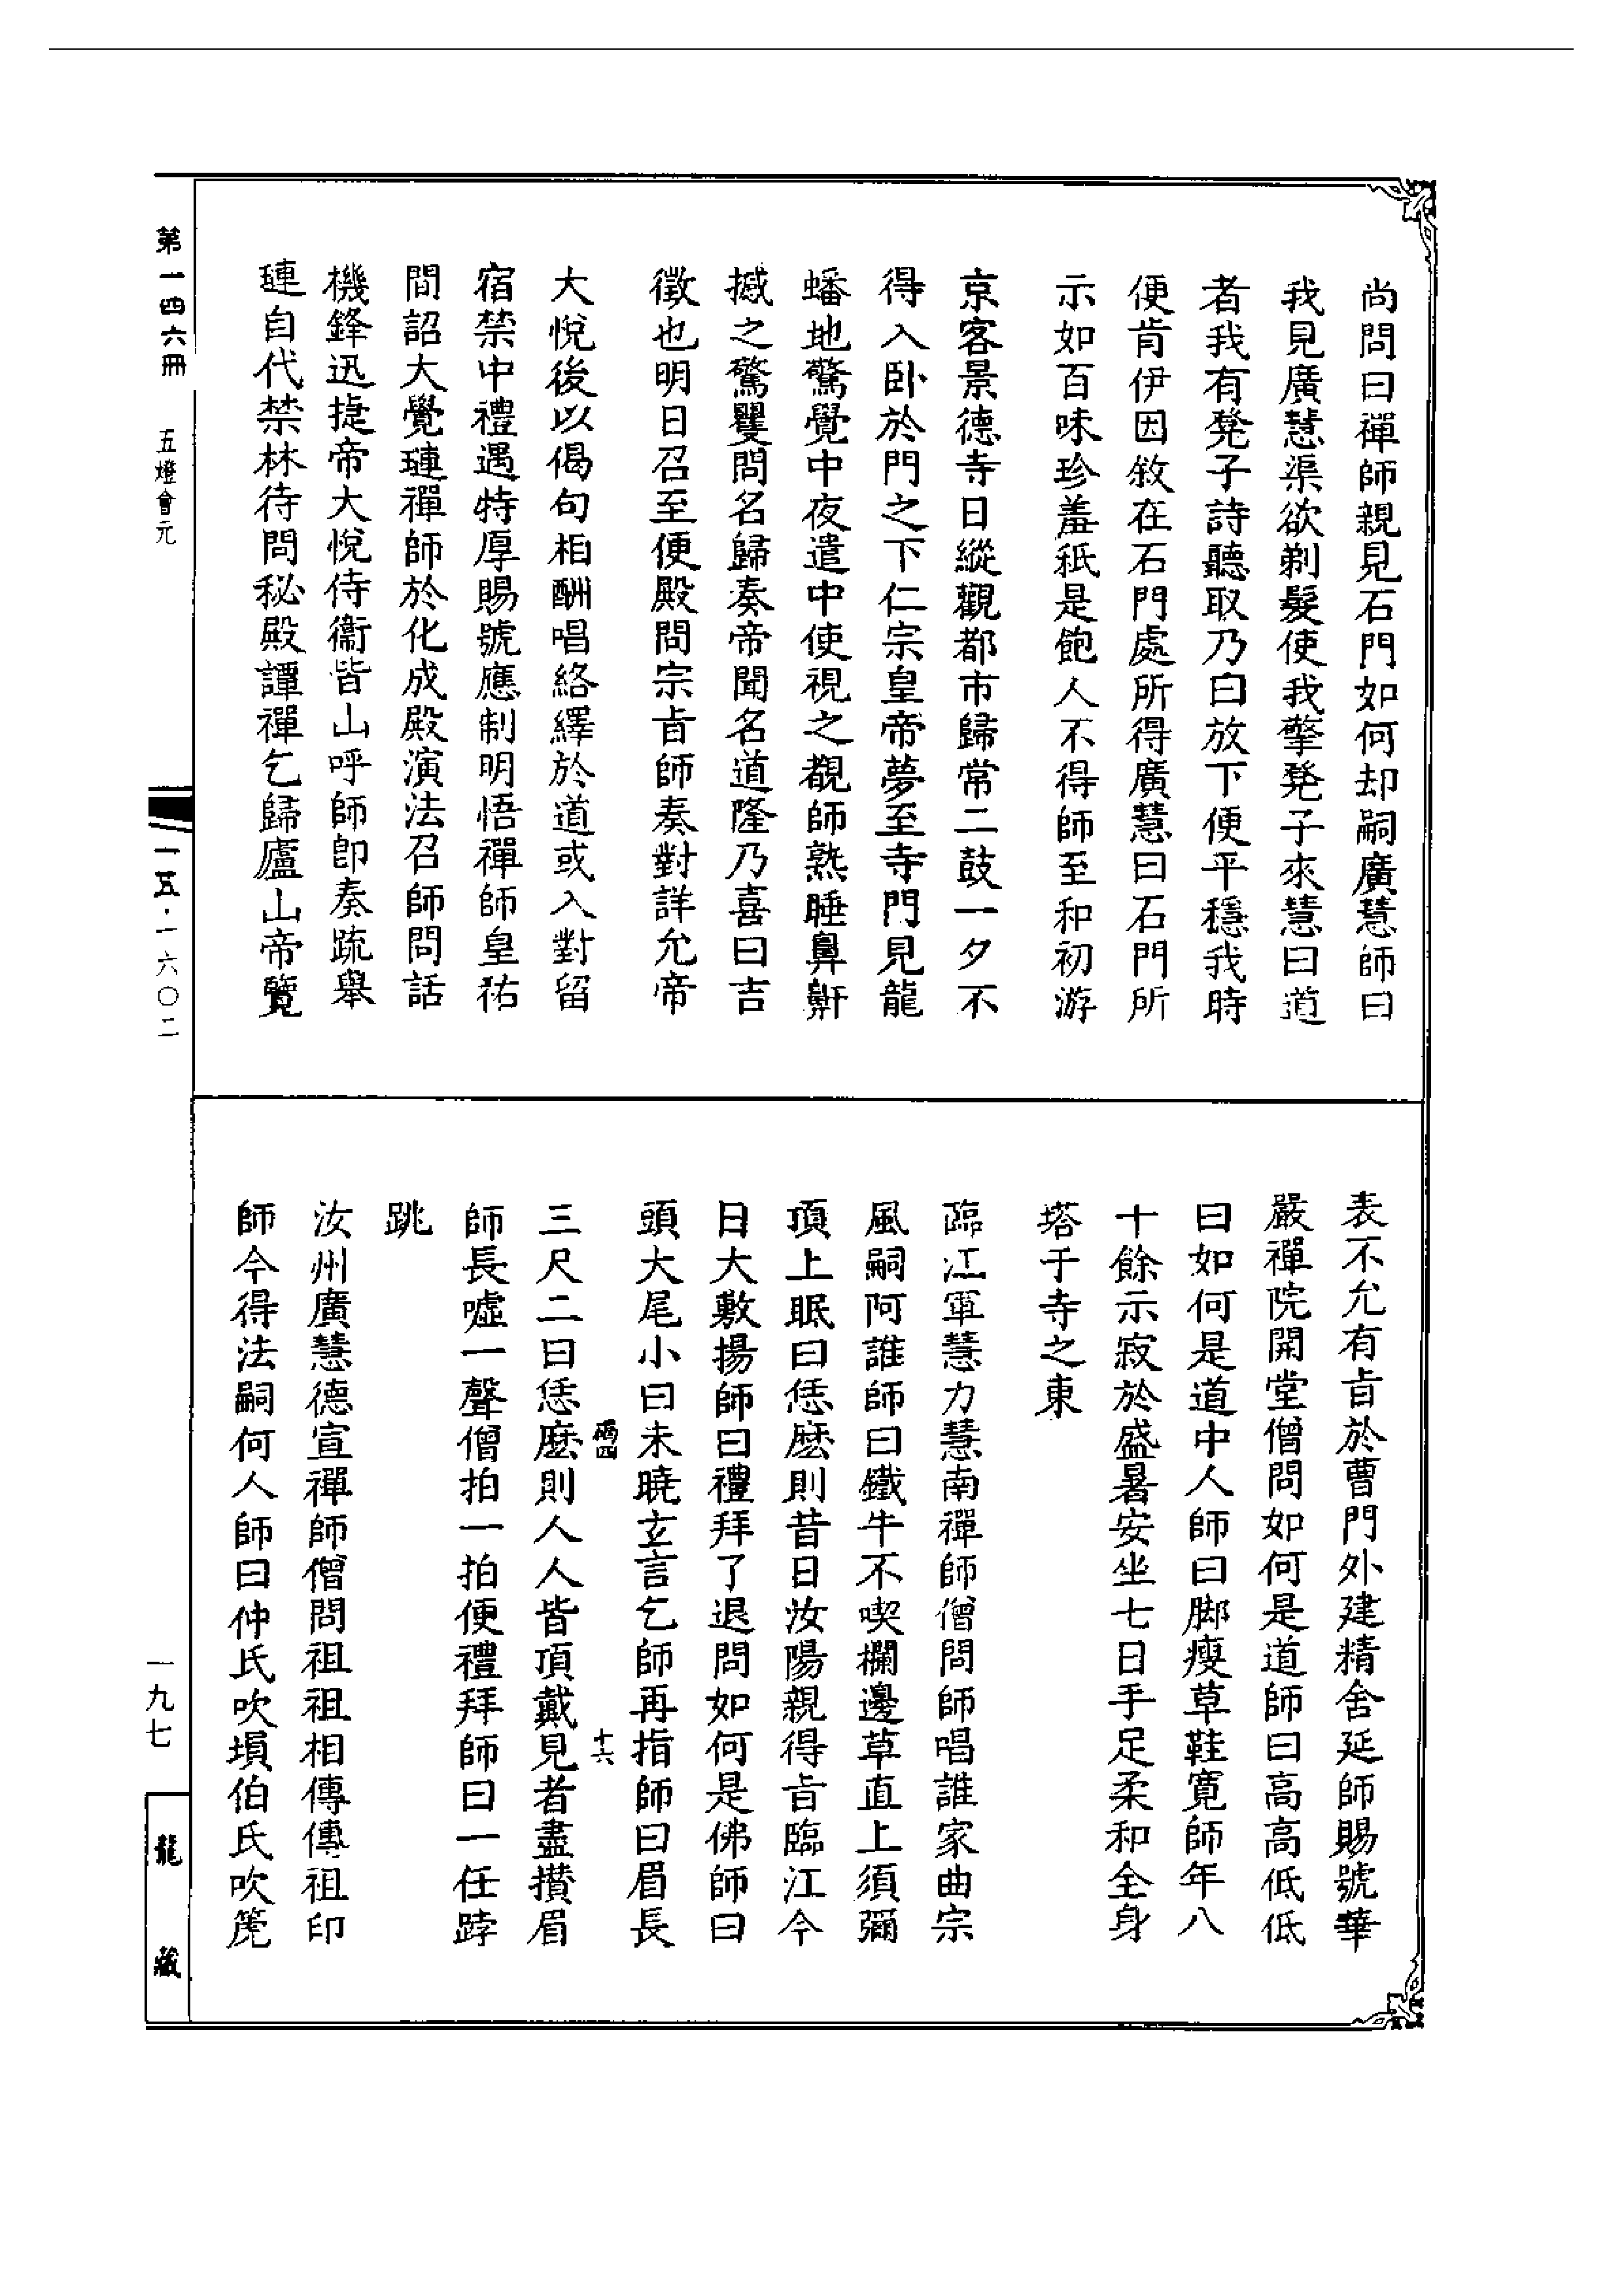 尚問曰禪師親見石門如何却嗣廣慧師曰
我見廣慧渠欲剃髮使我擎凳子來慧曰道
者我有凳子詩聽取乃曰放下便平穩我時
便肯伊因敘在石門處所得廣慧曰石門所
示如百味珍羞祇是飽人不得師至和初游
京客景德寺日縱觀都市歸常二鼓一夕不
得入卧於門之下仁宗皇帝夢至寺門見龍
蟠地驚覺中夜遣中使視之覩師熟睡鼻鼾
撼之驚矍問名歸奏帝聞名道隆乃喜曰吉
徵也明日召至便殿問宗旨師奏對詳允帝
大悅後以偈句相酬唱絡繹於道或入對留
宿禁中禮遇特厚賜號應制明悟禪師皇祐
間詔大覺璉禪師於化成殿演法召師問話
機鋒迅捷帝大悅侍衞皆山呼師即奏疏舉
璉自代禁林待問秘殿譚禪乞歸廬山帝覽
表不允有旨於曹門外建精舍延師賜號華
嚴禪院開堂僧問如何是道師曰高高低低
曰如何是道中人師曰脚瘦草鞋寬師年八
十餘示寂於盛暑安坐七日手足柔和全身
塔于寺之東
臨江軍慧力慧南禪師僧問師唱誰家曲宗
風嗣阿誰師曰鐵牛不喫欄邊草直上須彌
頂上眠曰恁麽則昔日汝陽親得旨臨江今
日大敷揚師曰禮拜了退問如何是佛師曰
頭大尾小曰未曉玄言乞師再指師曰眉長
三尺二曰恁麽則人人皆頂戴見者盡攢眉
師長噓一聲僧拍一拍便禮拜師曰一任𨁝
跳
汝州廣慧德宣禪師僧問祖祖相傳傳祖印
師今得法嗣何人師曰仲氏吹塤伯氏吹篪
十六
第一四六冊
五燈會元
一五·一六〇二
一九七
龍藏